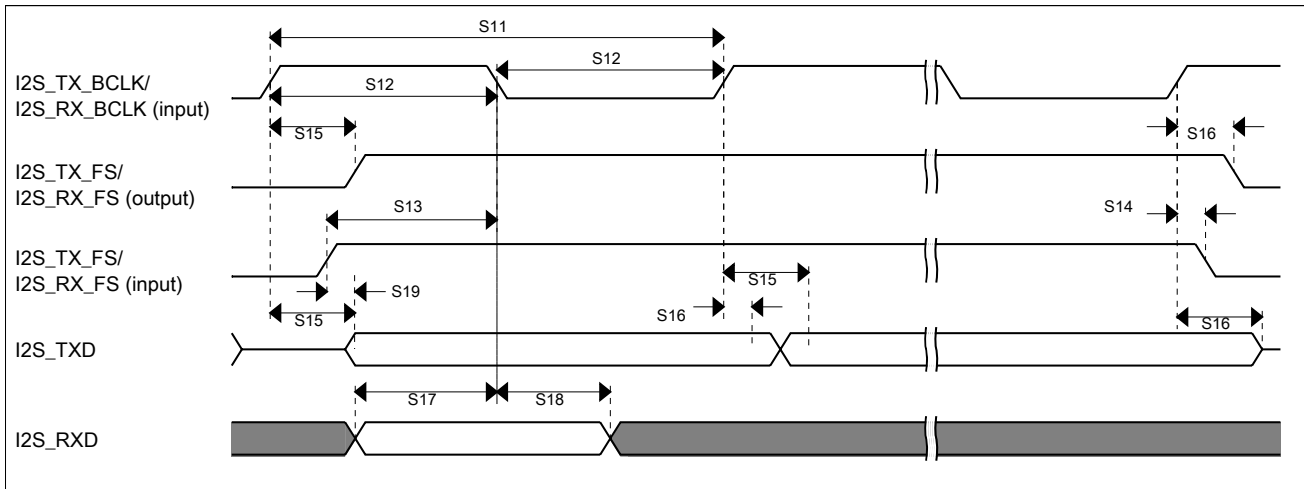 S11
I2S_TX_BCLK/
I2S_RX_BCLK (input)
S12
S12
S15
S16
I2S_TX_FS/
I2S_RX_FS (output)
S13
S14
I2S_TX_FS/
I2S_RX_FS (input)
S15
S19
S15
S16
S16
I2S_TXD
S17
S18
I2S_RXD